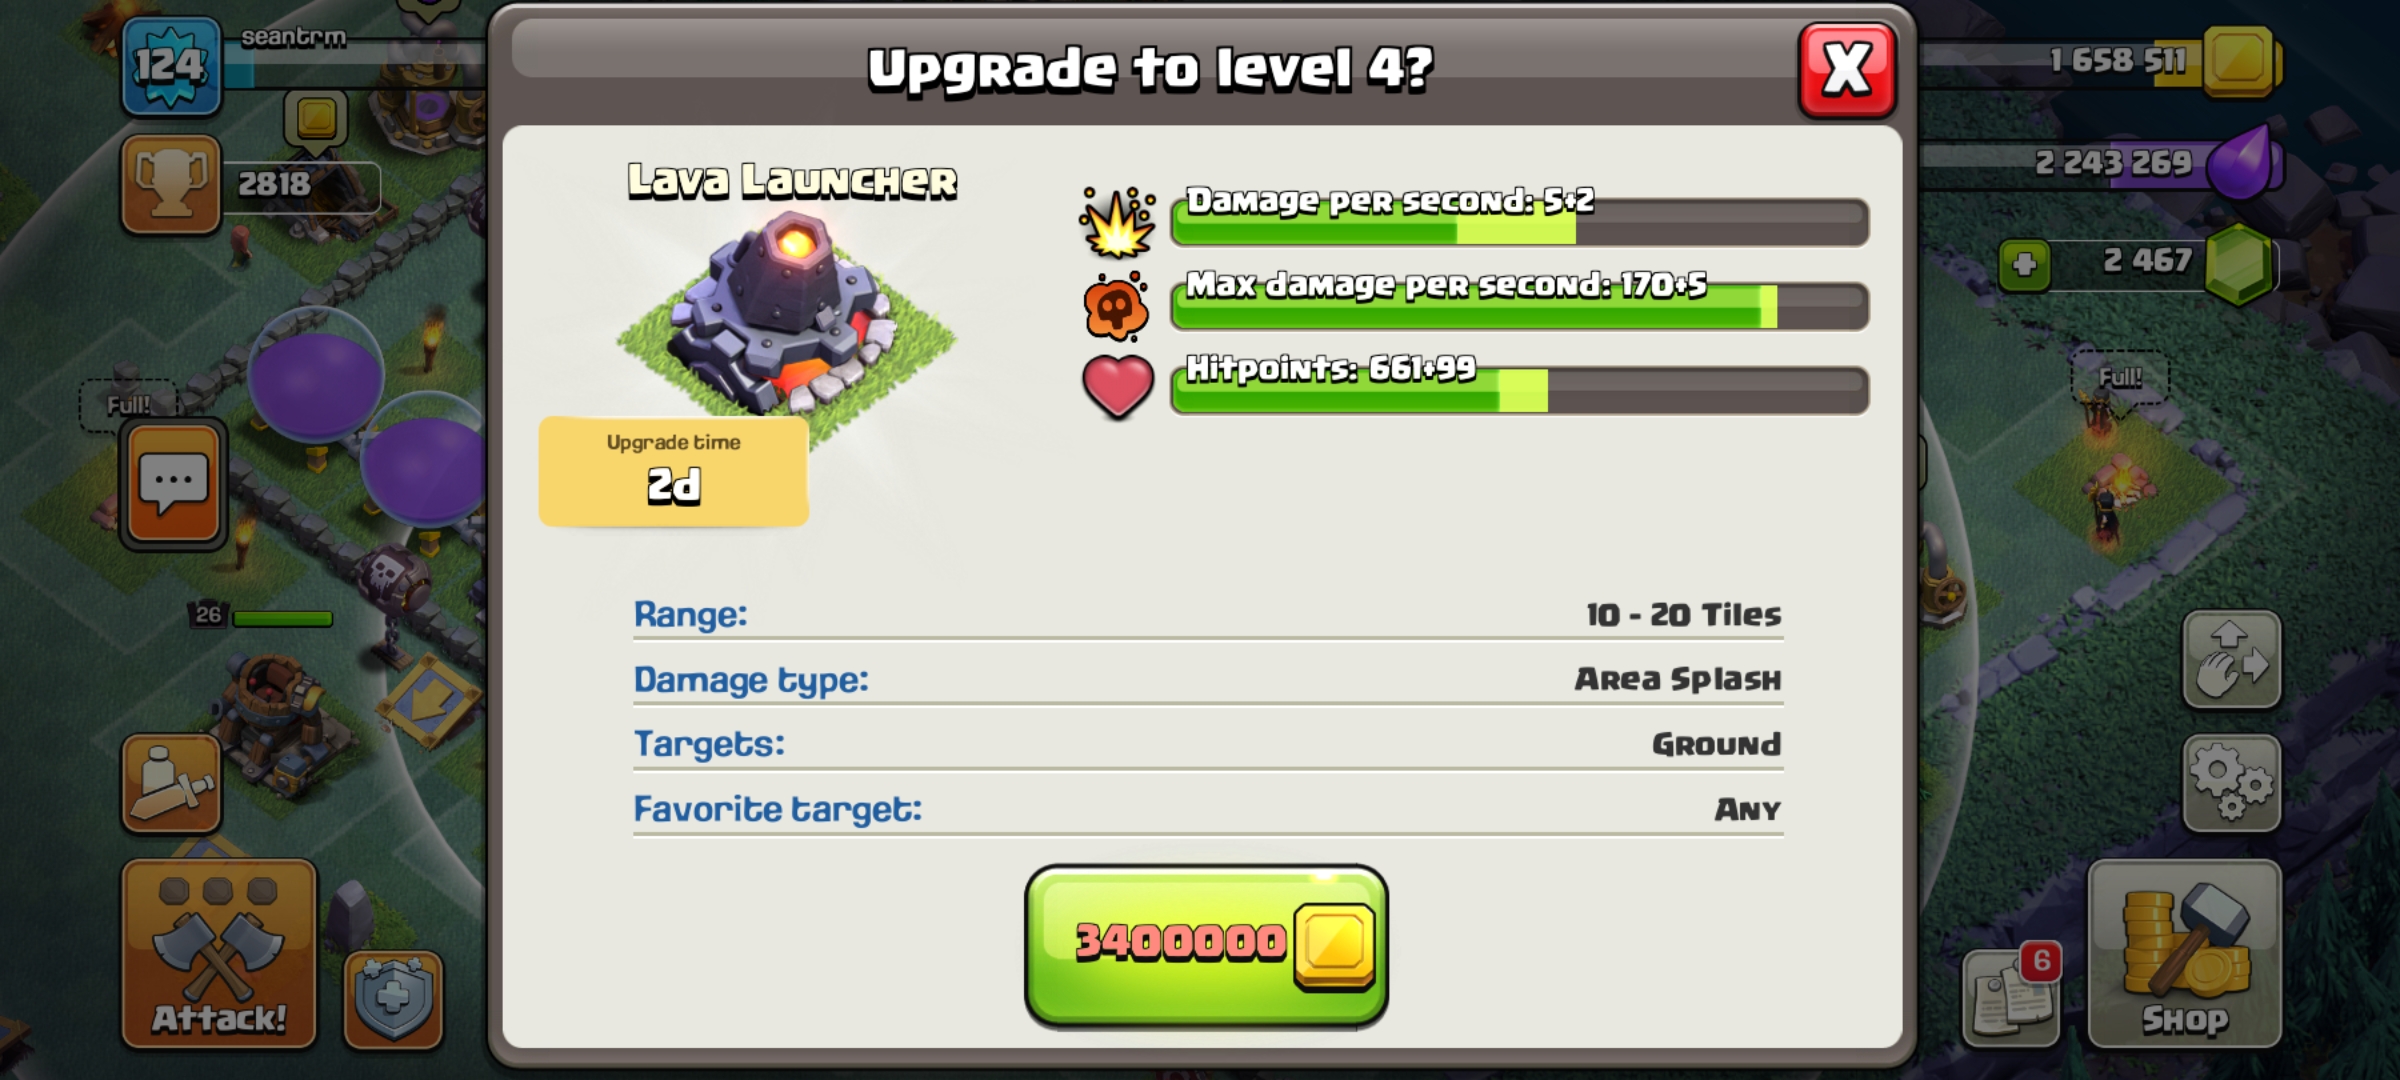 124
seantrm
Upgrade to level 4?
X
1 658 511
2818
Lava Launcher
Damage per second: 5+2
2 243 269
Max damage per second: 170+5
2 467
Hitpoints: 661+99
Full!
Full!
Upgrade time
2d
26
Range: 10 - 20 Tiles
Damage type: Area Splash
Targets: Ground
Favorite target: Any
3400000
6
Attack!
Shop